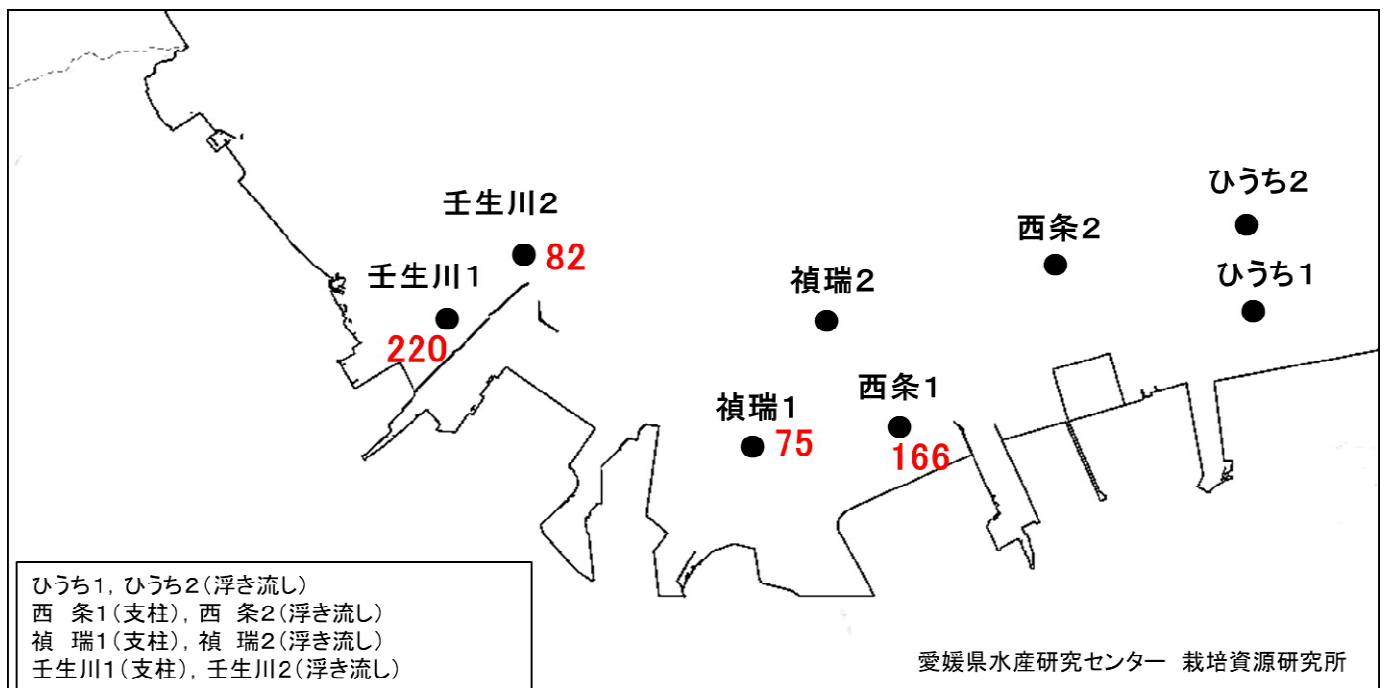 ひうち2
壬生川2
西条2
82
壬生川1
禎瑞2
ひうち1
220
西条1
禎瑞1
75
166
ひうち1, ひうち2(浮き流し)
西 条1(支柱), 西 条2(浮き流し)
禎 瑞1(支柱), 禎 瑞2(浮き流し)
壬生川1(支柱), 壬生川2(浮き流し)
愛媛県水産研究センター 栽培資源研究所